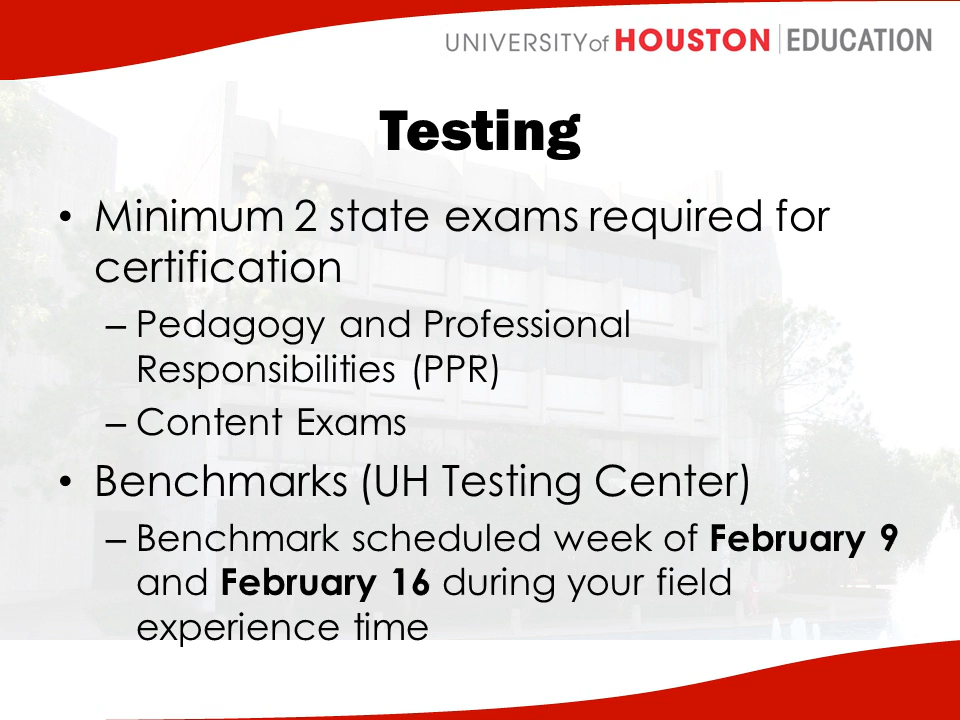 UNIVERSITY of HOUSTON | EDUCATION
Testing
• Minimum 2 state exams required for
certification
– Pedagogy and Professional
Responsibilities (PPR)
– Content Exams
• Benchmarks (UH Testing Center)
– Benchmark scheduled week of February 9
and February 16 during your field
experience time